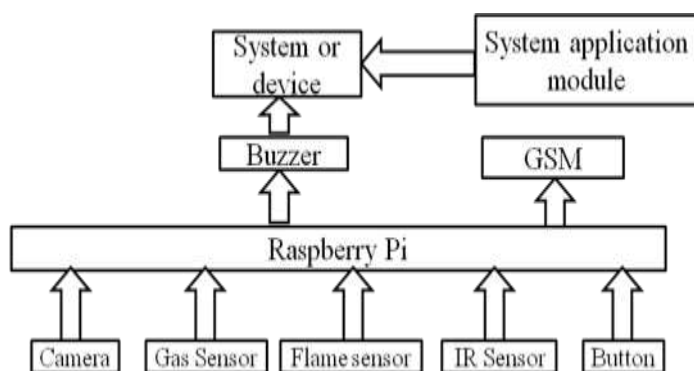 System or
device
System application
module
Buzzer
GSM
Raspberry Pi
Camera
Gas Sensor
Flame sensor
IR Sensor
Button